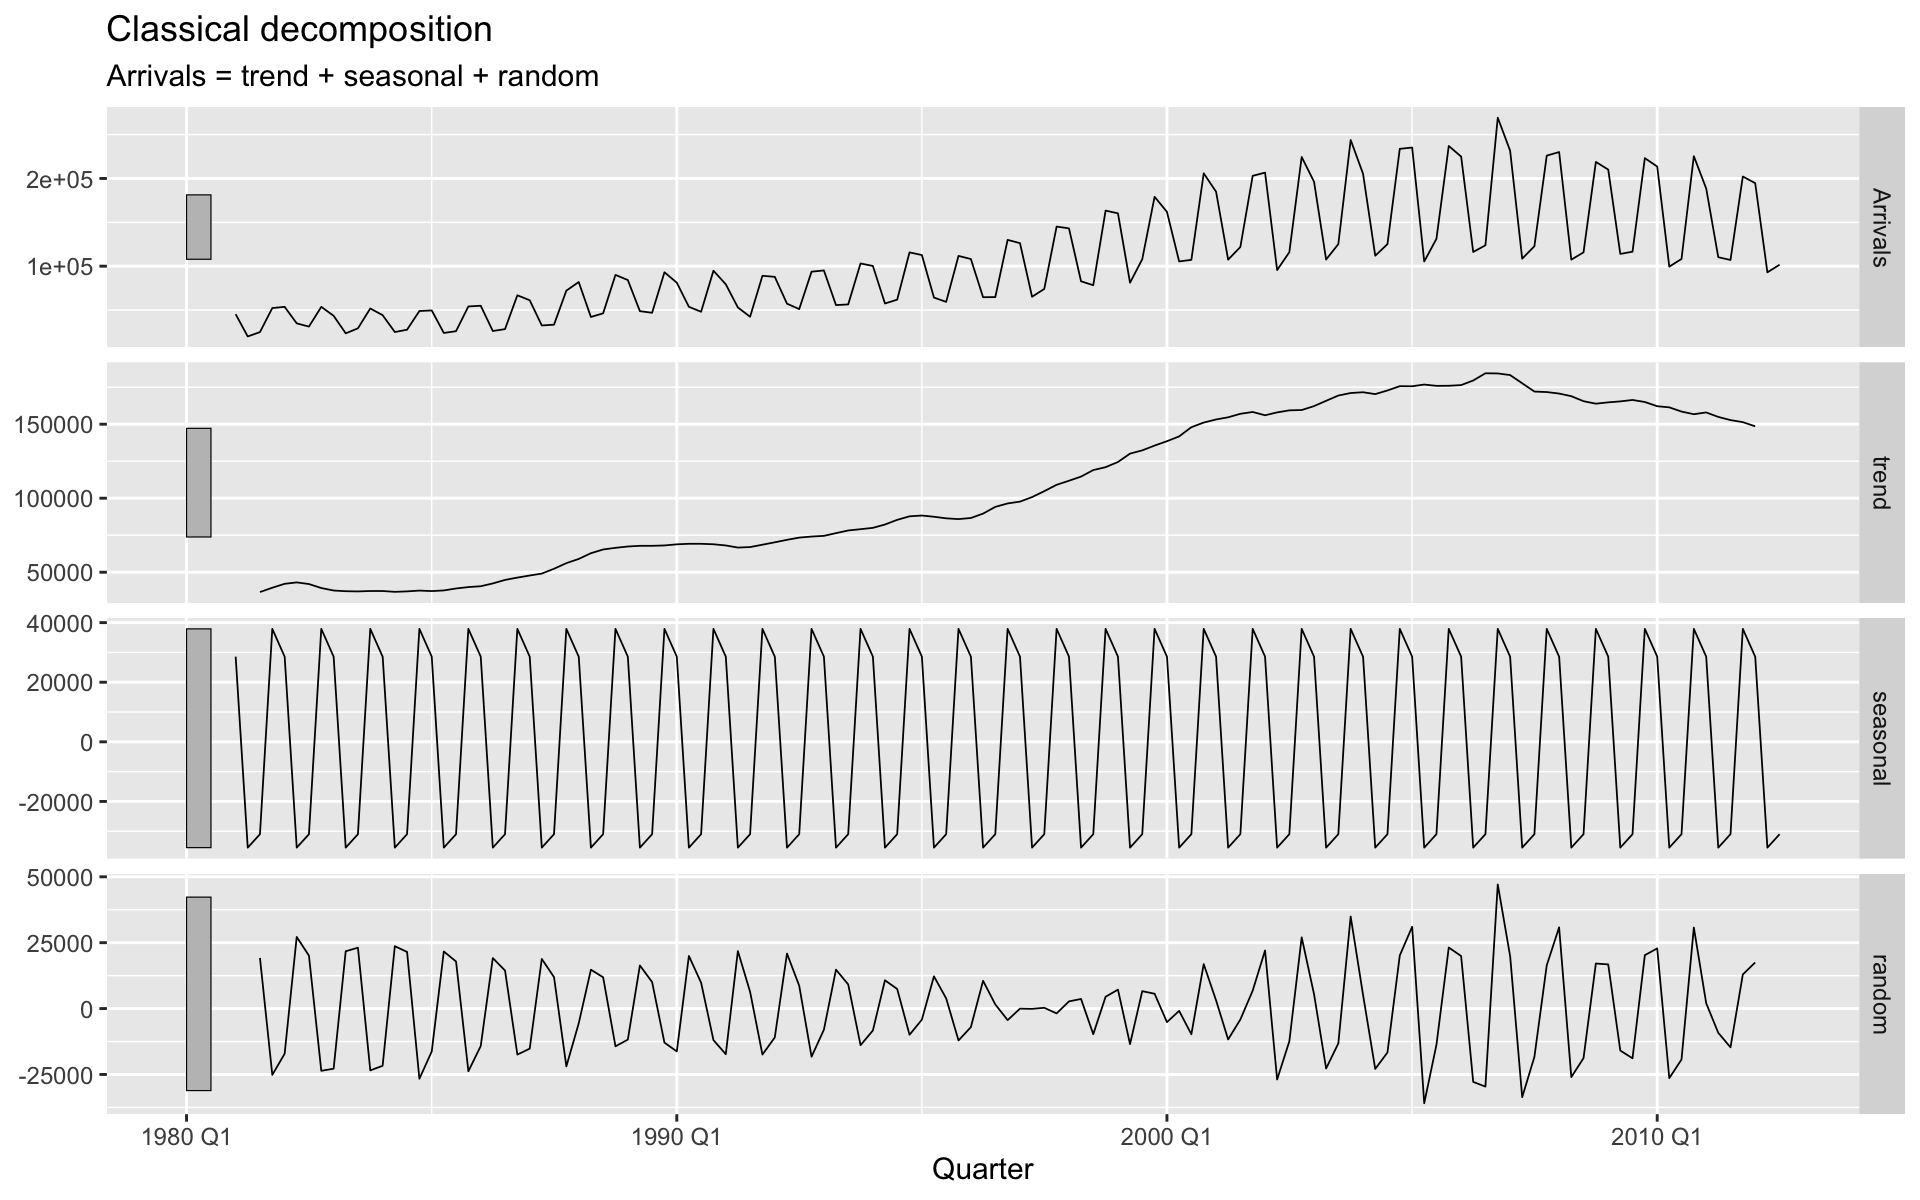 Classical decomposition
Arrivals = trend + seasonal + random
2e+05
1e+05
Arrivals
150000
100000
50000
trend
40000
20000
0
-20000
seasonal
50000
25000
0
-25000
random
1980 Q1 1990 Q1 2000 Q1 2010 Q1
Quarter